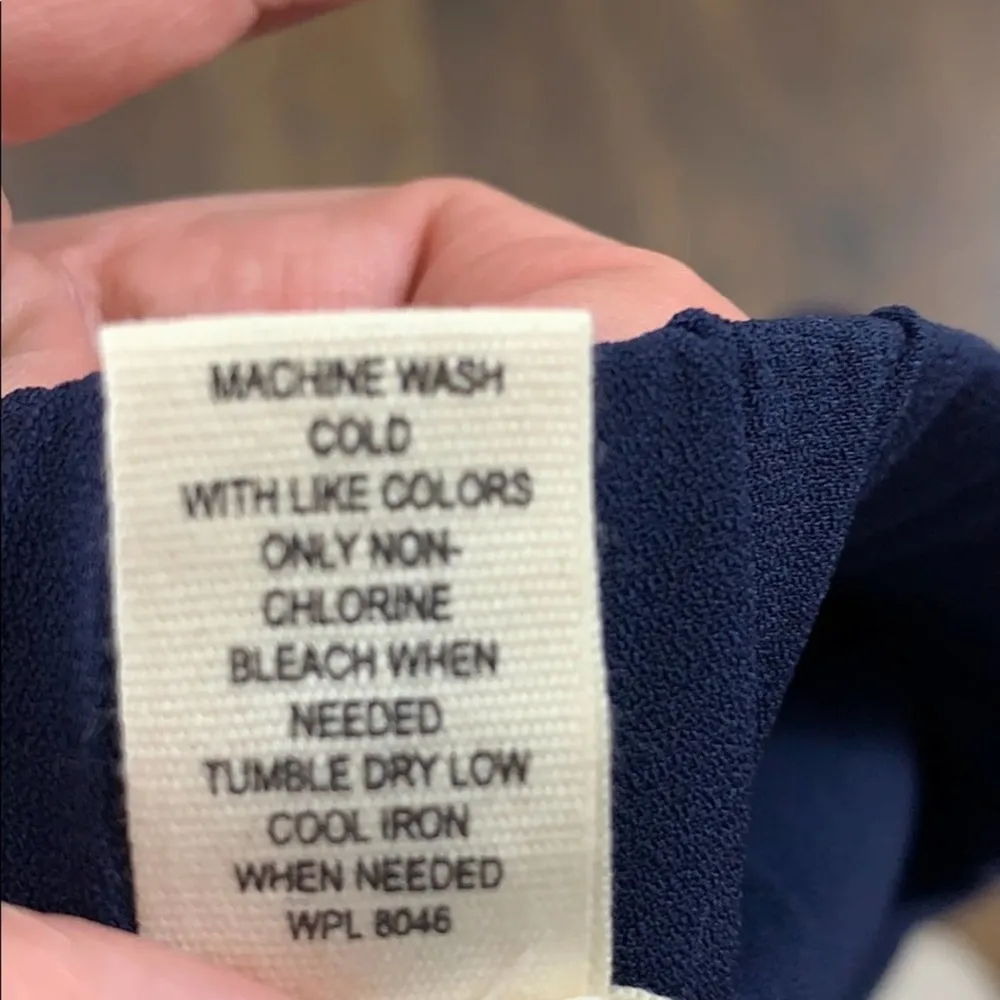 MACHINE WASH
COLD
WITH LIKE COLORS
ONLY NON-
CHLORINE
BLEACH WHEN
NEEDED
TUMBLE DRY LOW
COOL IRON
WHEN NEEDED
WPL 8046